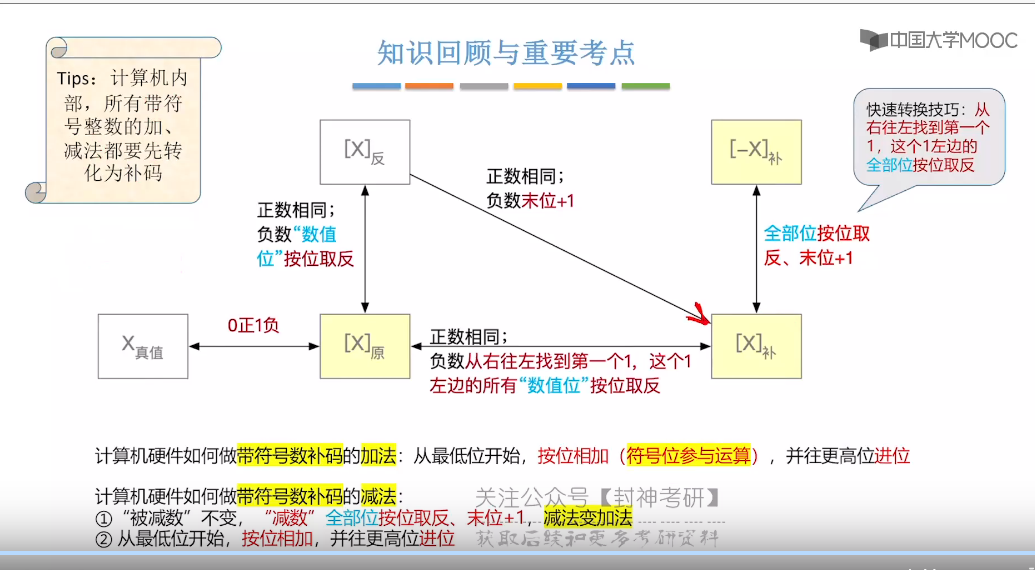 中国大学MOOC
知识回顾与重要考点
Tips：计算机内
部，所有带符
号整数的加、
减法都要先转
化为补码
快速转换技巧：从
右往左找到第一个
1，这个1左边的
全部位按位取反
[X]反
[-X]补
正数相同；
负数末位+1
正数相同；
负数“数值
位”按位取反
全部位按位取
反、末位+1
X真值
0正1负
[X]原
正数相同；
负数从右往左找到第一个1，这个1
左边的所有“数值位”按位取反
[X]补
计算机硬件如何做带符号数补码的加法：从最低位开始，按位相加（符号位参与运算），并往更高位进位
计算机硬件如何做带符号数补码的减法：
关注公众号【封神考研】
①“被减数”不变，“减数”全部位按位取反、末位+1，减法变加法
② 从最低位开始，按位相加，并往更高位进位
获取后续和更多考研资料